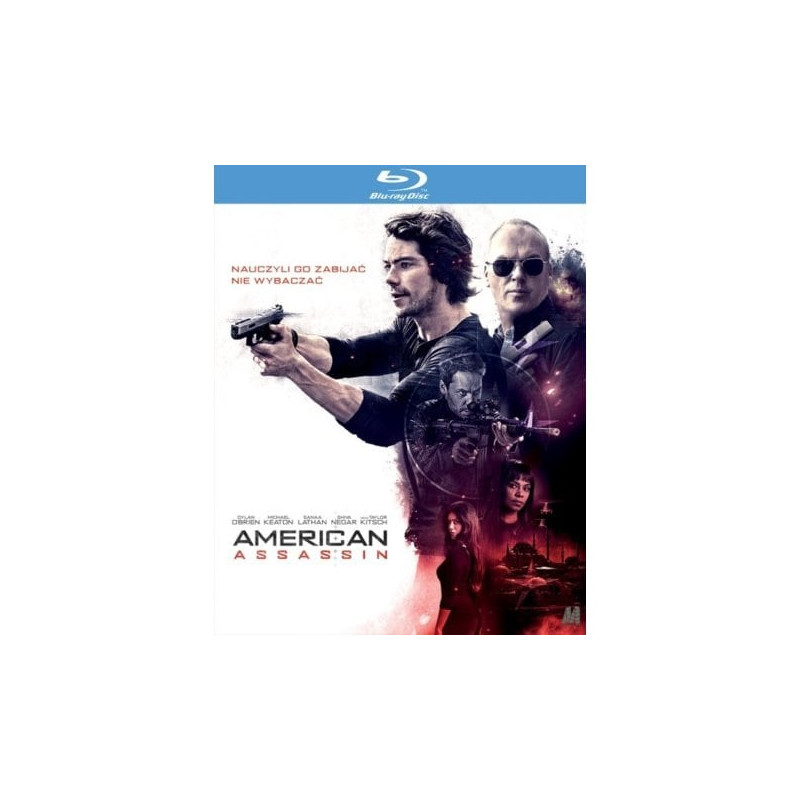 Blu-ray Disc
NAUCZYLI GO ZABIJAĆ
NIE WYBACZAĆ
DYLAN MICHAEL SANAA SHIVA TAYLOR
O'BRIEN KEATON LATHAN NEGAR KITSCH
AMERICAN
ASSASSIN